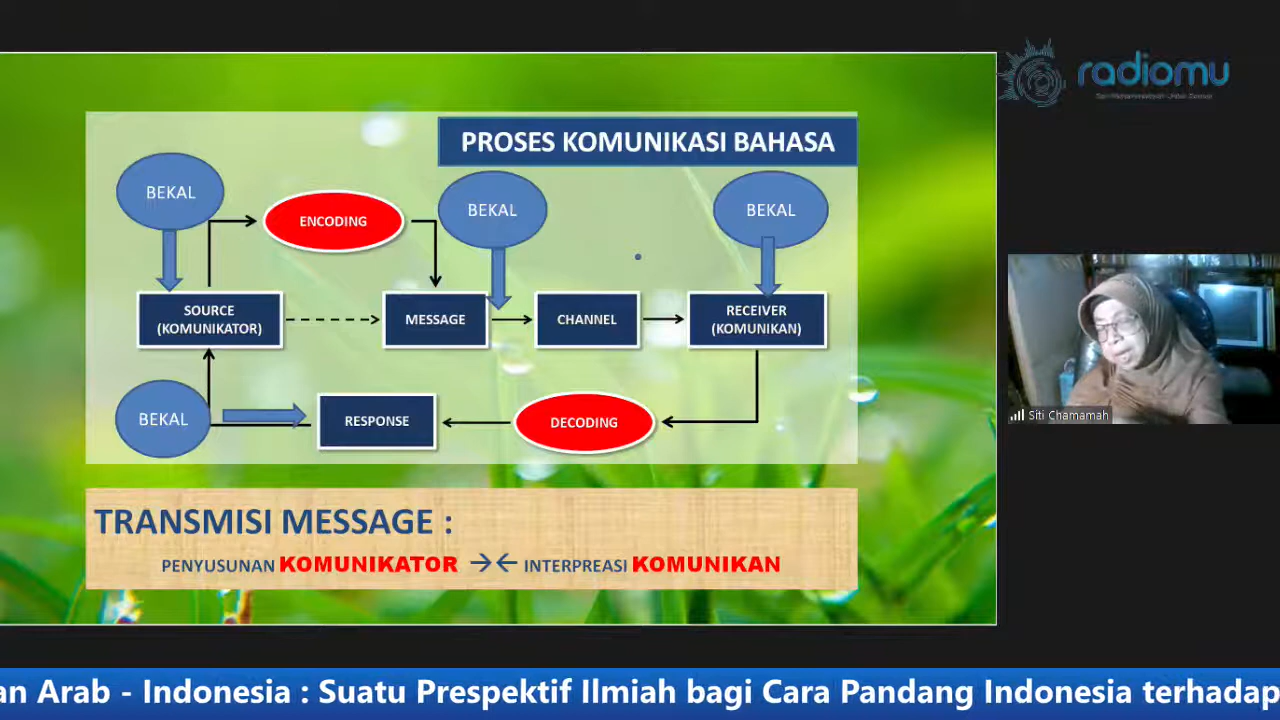 radiomu
PROSES KOMUNIKASI BAHASA
BEKAL
ENCODING
BEKAL
BEKAL
SOURCE
(KOMUNIKATOR)
MESSAGE
CHANNEL
RECEIVER
(KOMUNIKAN)
BEKAL
RESPONSE
DECODING
Siti Chamamah
TRANSMISI MESSAGE :
PENYUSUNAN KOMUNIKATOR →← INTERPREASI KOMUNIKAN
an Arab - Indonesia : Suatu Prespektif Ilmiah bagi Cara Pandang Indonesia terhadap